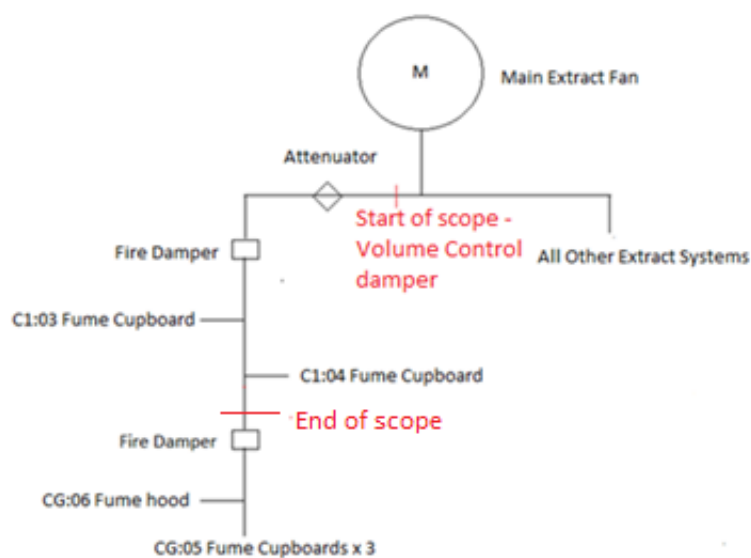 M
Main Extract Fan
Attenuator
Start of scope -
Volume Control
damper
All Other Extract Systems
Fire Damper
C1:03 Fume Cupboard
C1:04 Fume Cupboard
End of scope
Fire Damper
CG:06 Fume hood
CG:05 Fume Cupboards x 3